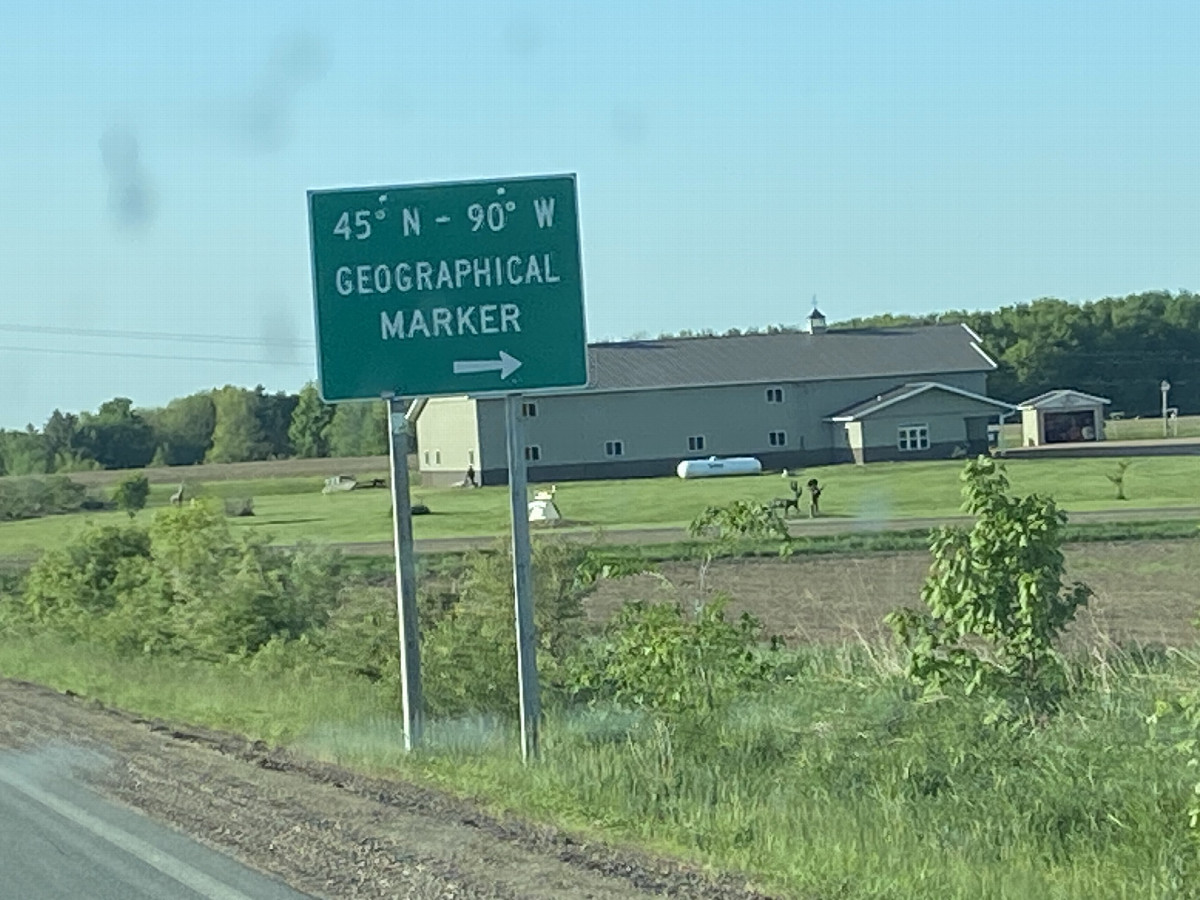 45° N - 90° W
GEOGRAPHICAL
MARKER